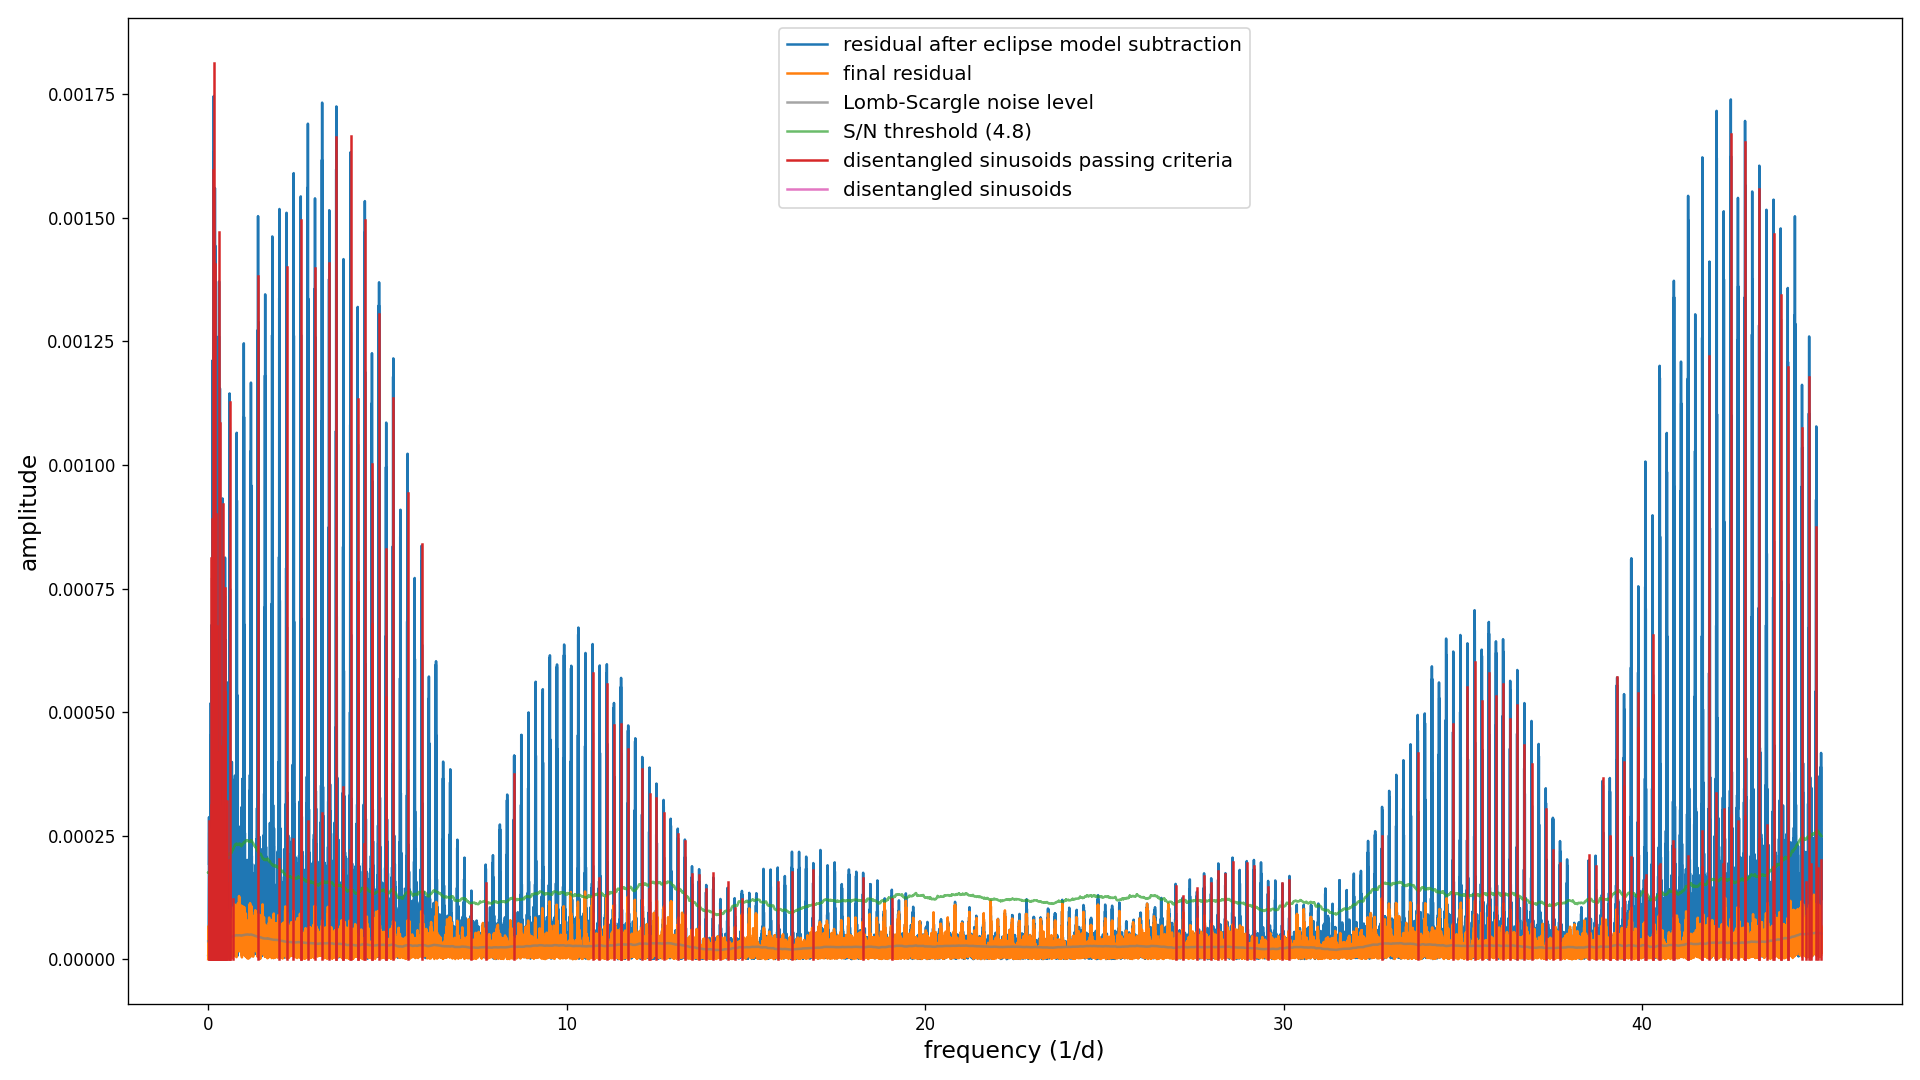 residual after eclipse model subtraction
final residual
Lomb-Scargle noise level
S/N threshold (4.8)
disentangled sinusoids passing criteria
disentangled sinusoids
amplitude
0.00175
0.00150
0.00125
0.00100
0.00075
0.00050
0.00025
0.00000
0 10 20 30 40
frequency (1/d)